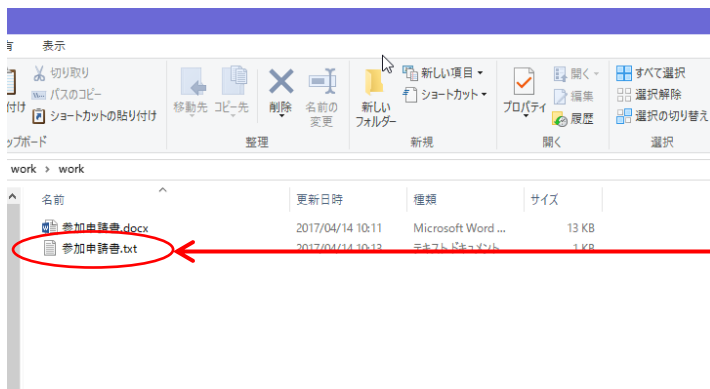 表示
切り取り
パスのコピー
ショートカットの貼り付け
移動先 コピー先 削除 名前の変更
整理
新しいフォルダー
新しい項目
ショートカット
新規
プロパティ
開く
編集
履歴
開く
すべて選択
選択解除
選択の切り替え
選択
work › work
名前 更新日時 種類 サイズ
参加申請書.docx 2017/04/14 10:11 Microsoft Word ... 13 KB
参加申請書.txt 2017/04/14 10:13 テキスト ドキュメント 1 KB